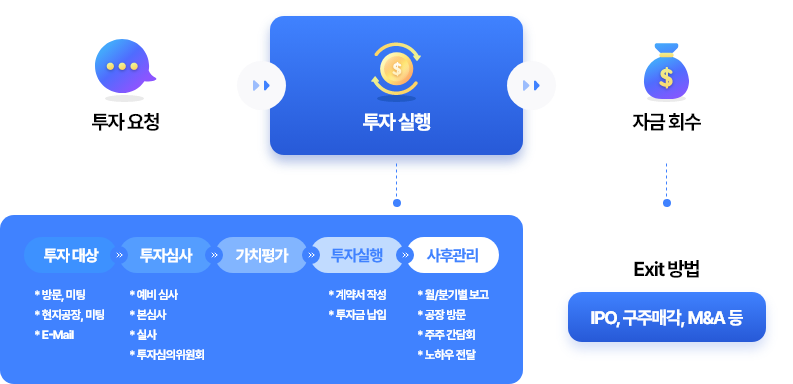 투자 요청
투자 실행
자금 회수
투자 대상
* 방문, 미팅
* 현지공장, 미팅
* E-Mail
투자심사
* 예비 심사
* 본심사
* 실사
* 투자심의위원회
가치평가
투자실행
* 계약서 작성
* 투자금 납입
사후관리
* 월/분기별 보고
* 공장 방문
* 주주 간담회
* 노하우 전달
Exit 방법
IPO, 구주매각, M&A 등